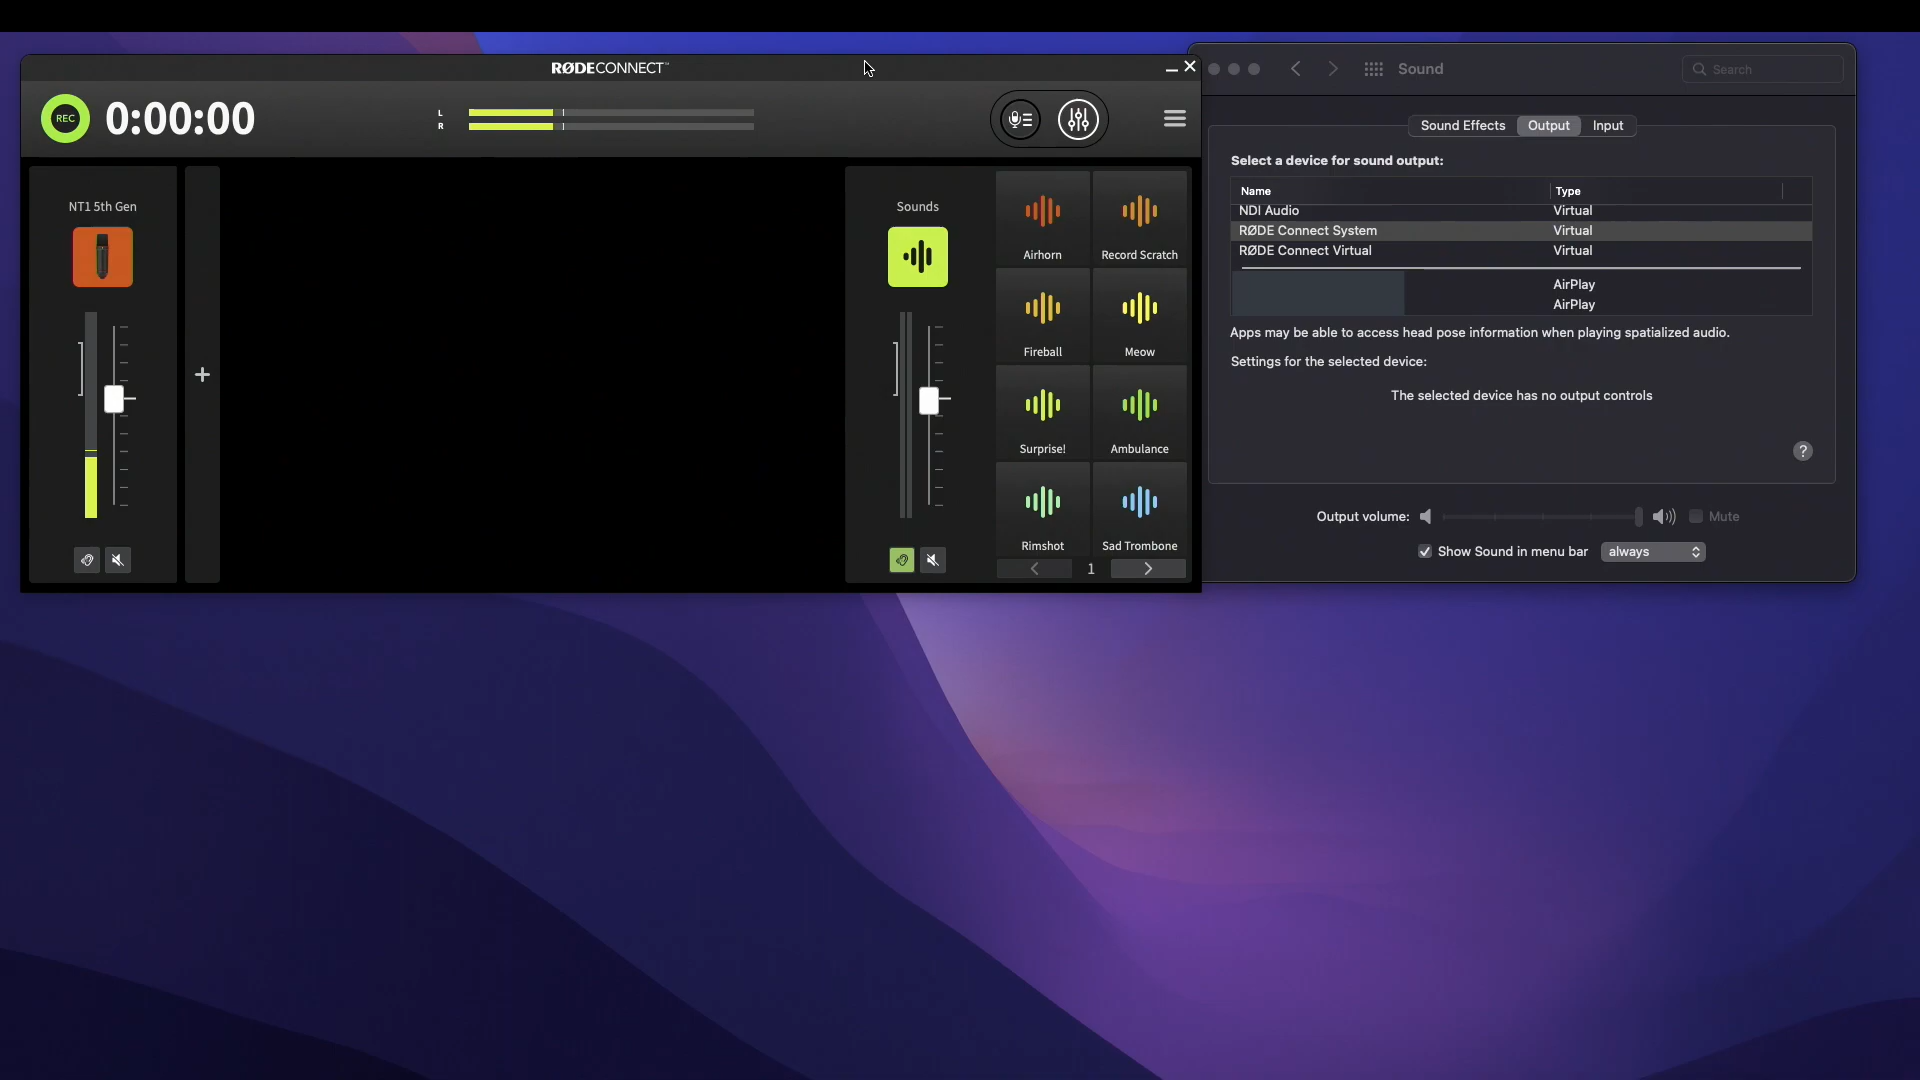 RØDECONNECT™
REC
0:00:00
L
R
NT1 5th Gen
+
Sounds
Airhorn
Record Scratch
Fireball
Meow
Surprise!
Ambulance
Rimshot
Sad Trombone
1
Sound
Search
Sound Effects
Output
Input
Select a device for sound output:
Name Type
NDI Audio Virtual
RØDE Connect System Virtual
RØDE Connect Virtual Virtual
AirPlay
AirPlay
Apps may be able to access head pose information when playing spatialized audio.
Settings for the selected device:
The selected device has no output controls
?
Output volume:
Mute
Show Sound in menu bar always